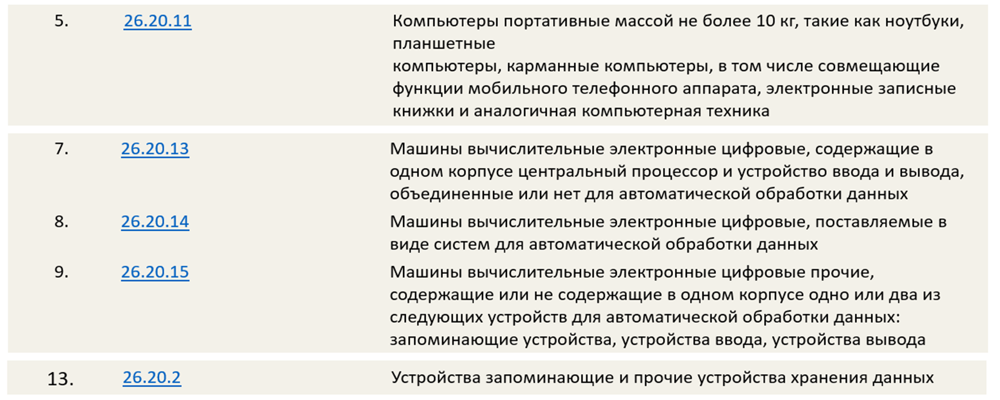 5. 26.20.11 Компьютеры портативные массой не более 10 кг, такие как ноутбуки,
планшетные
компьютеры, карманные компьютеры, в том числе совмещающие
функции мобильного телефонного аппарата, электронные записные
книжки и аналогичная компьютерная техника
7. 26.20.13 Машины вычислительные электронные цифровые, содержащие в
одном корпусе центральный процессор и устройство ввода и вывода,
объединенные или нет для автоматической обработки данных
8. 26.20.14 Машины вычислительные электронные цифровые, поставляемые в
виде систем для автоматической обработки данных
9. 26.20.15 Машины вычислительные электронные цифровые прочие,
содержащие или не содержащие в одном корпусе одно или два из
следующих устройств для автоматической обработки данных:
запоминающие устройства, устройства ввода, устройства вывода
13. 26.20.2 Устройства запоминающие и прочие устройства хранения данных